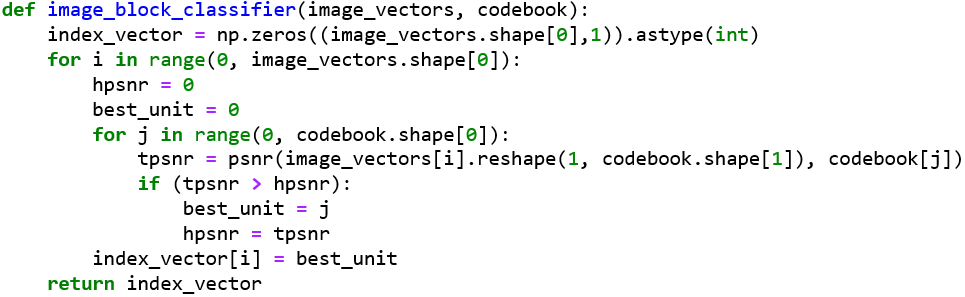 def image_block_classifier(image_vectors, codebook):
    index_vector = np.zeros((image_vectors.shape[0],1)).astype(int)
    for i in range(0, image_vectors.shape[0]):
        hpsnr = 0
        best_unit = 0
        for j in range(0, codebook.shape[0]):
            tpsnr = psnr(image_vectors[i].reshape(1, codebook.shape[1]), codebook[j])
            if (tpsnr > hpsnr):
                best_unit = j
                hpsnr = tpsnr
        index_vector[i] = best_unit
    return index_vector